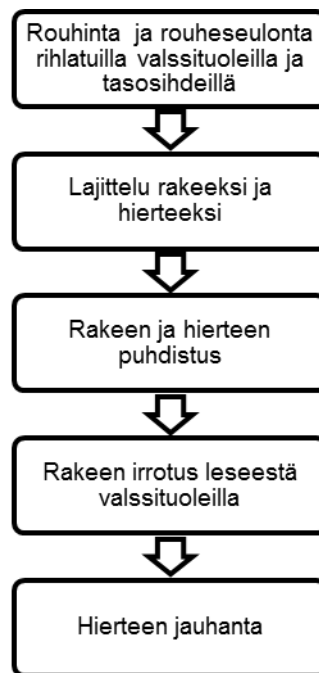 Rouhinta ja rouheseulonta
rihlatuilla valssituoleilla ja
tasosihdeillä
Lajittelu rakeeksi ja
hierteeksi
Rakeen ja hierteen
puhdistus
Rakeen irrotus leseestä
valssituoleilla
Hierteen jauhanta